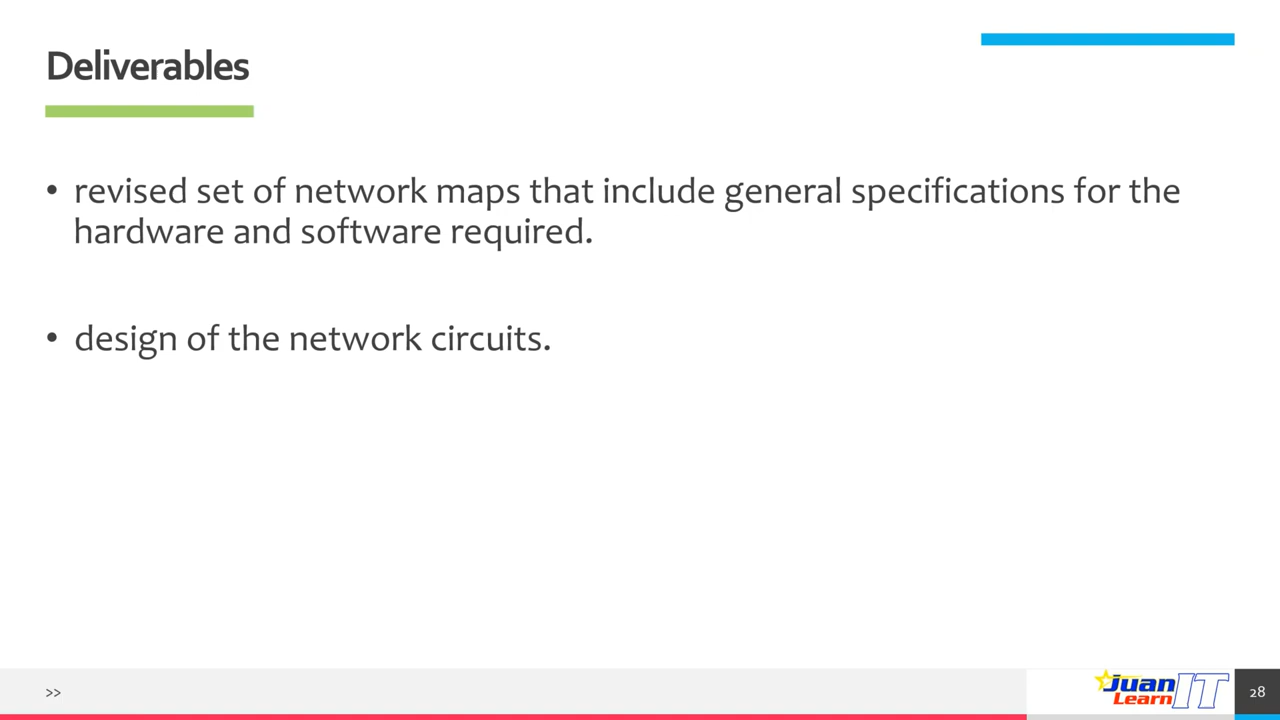 Deliverables
• revised set of network maps that include general specifications for the
hardware and software required.
• design of the network circuits.
>>
Juan
Learn
IT
28